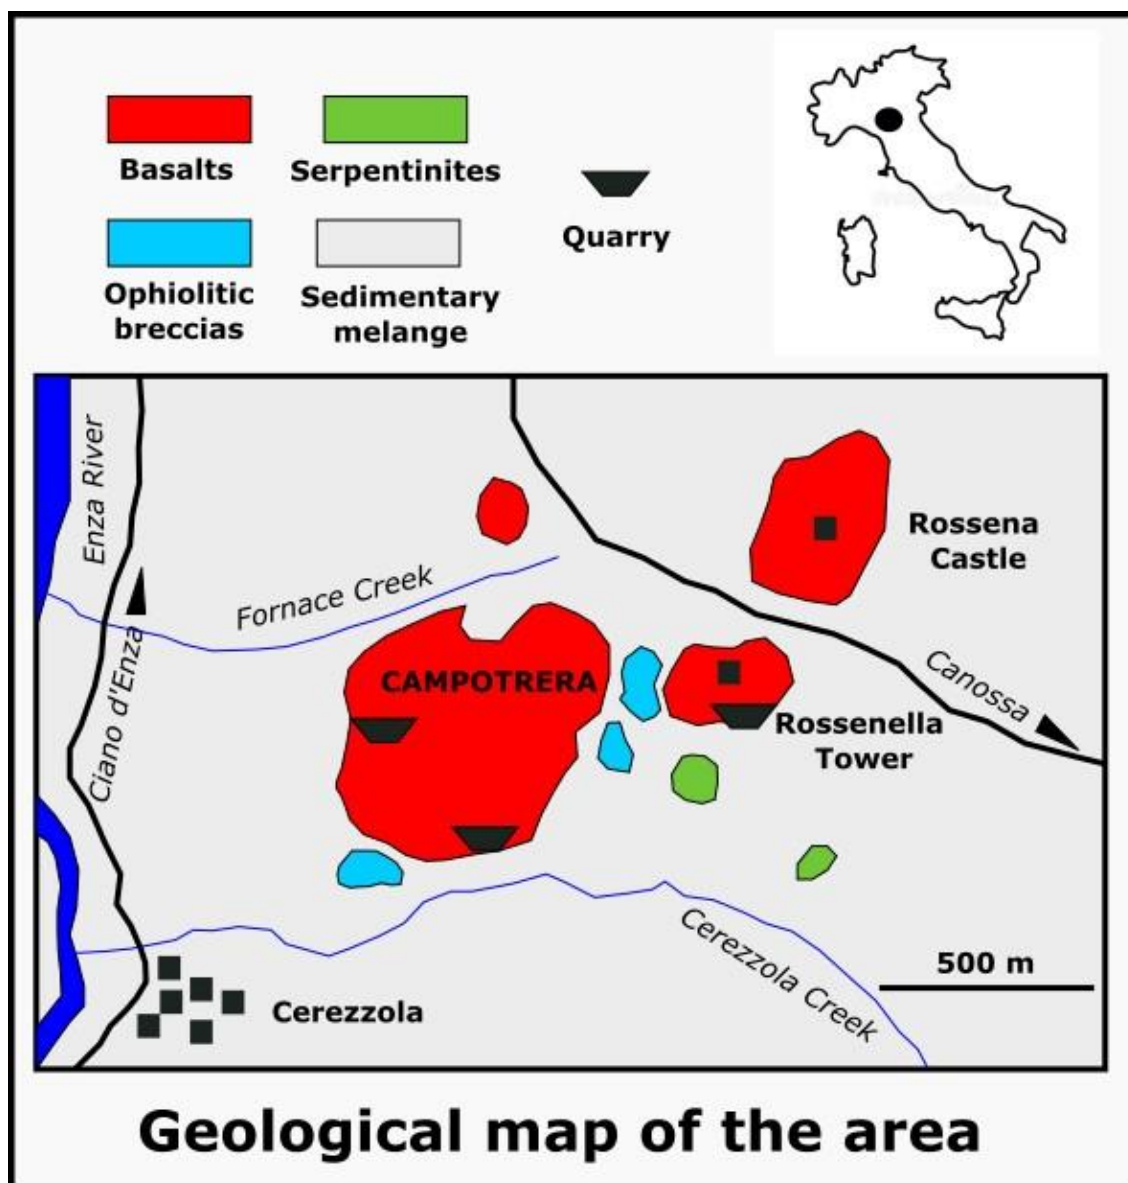 Basalts
Serpentinites
Quarry
Ophiolitic
breccias
Sedimentary
melange
Enza River
Fornace Creek
Ciano d'Enza
CAMPOTRERA
Rossena
Castle
Canossa
Rossenella
Tower
Cerezzola Creek
500 m
Cerezzola
Geological map of the area